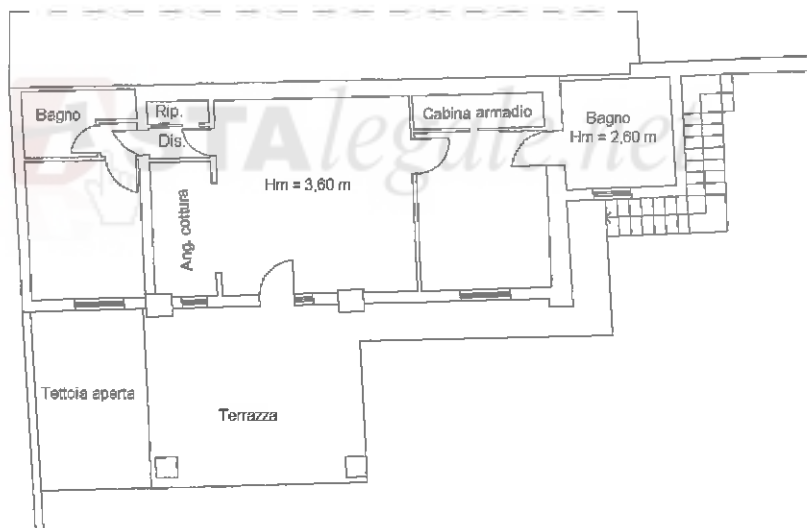 Bagno
Rip.
Dis.
Cabina armadio
Bagno
Hm = 2,60 m
Hm = 3,60 m
Ang. cottura
Tettoia aperta
Terrazza
ASTAlegale.net